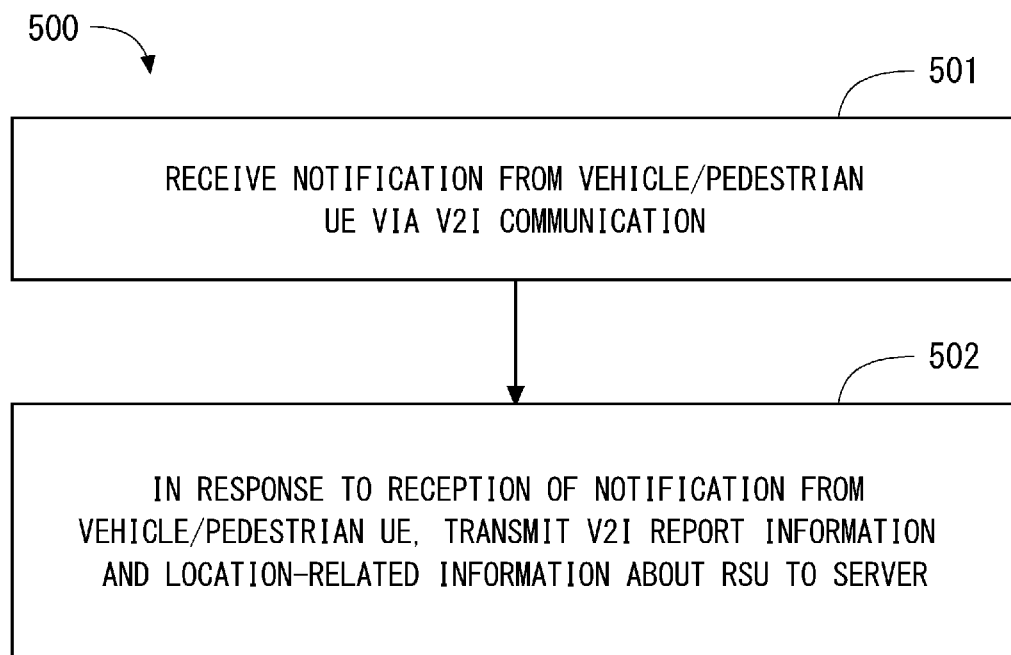 500
501
RECEIVE NOTIFICATION FROM VEHICLE/PEDESTRIAN
UE VIA V2I COMMUNICATION
502
IN RESPONSE TO RECEPTION OF NOTIFICATION FROM
VEHICLE/PEDESTRIAN UE, TRANSMIT V2I REPORT INFORMATION
AND LOCATION-RELATED INFORMATION ABOUT RSU TO SERVER